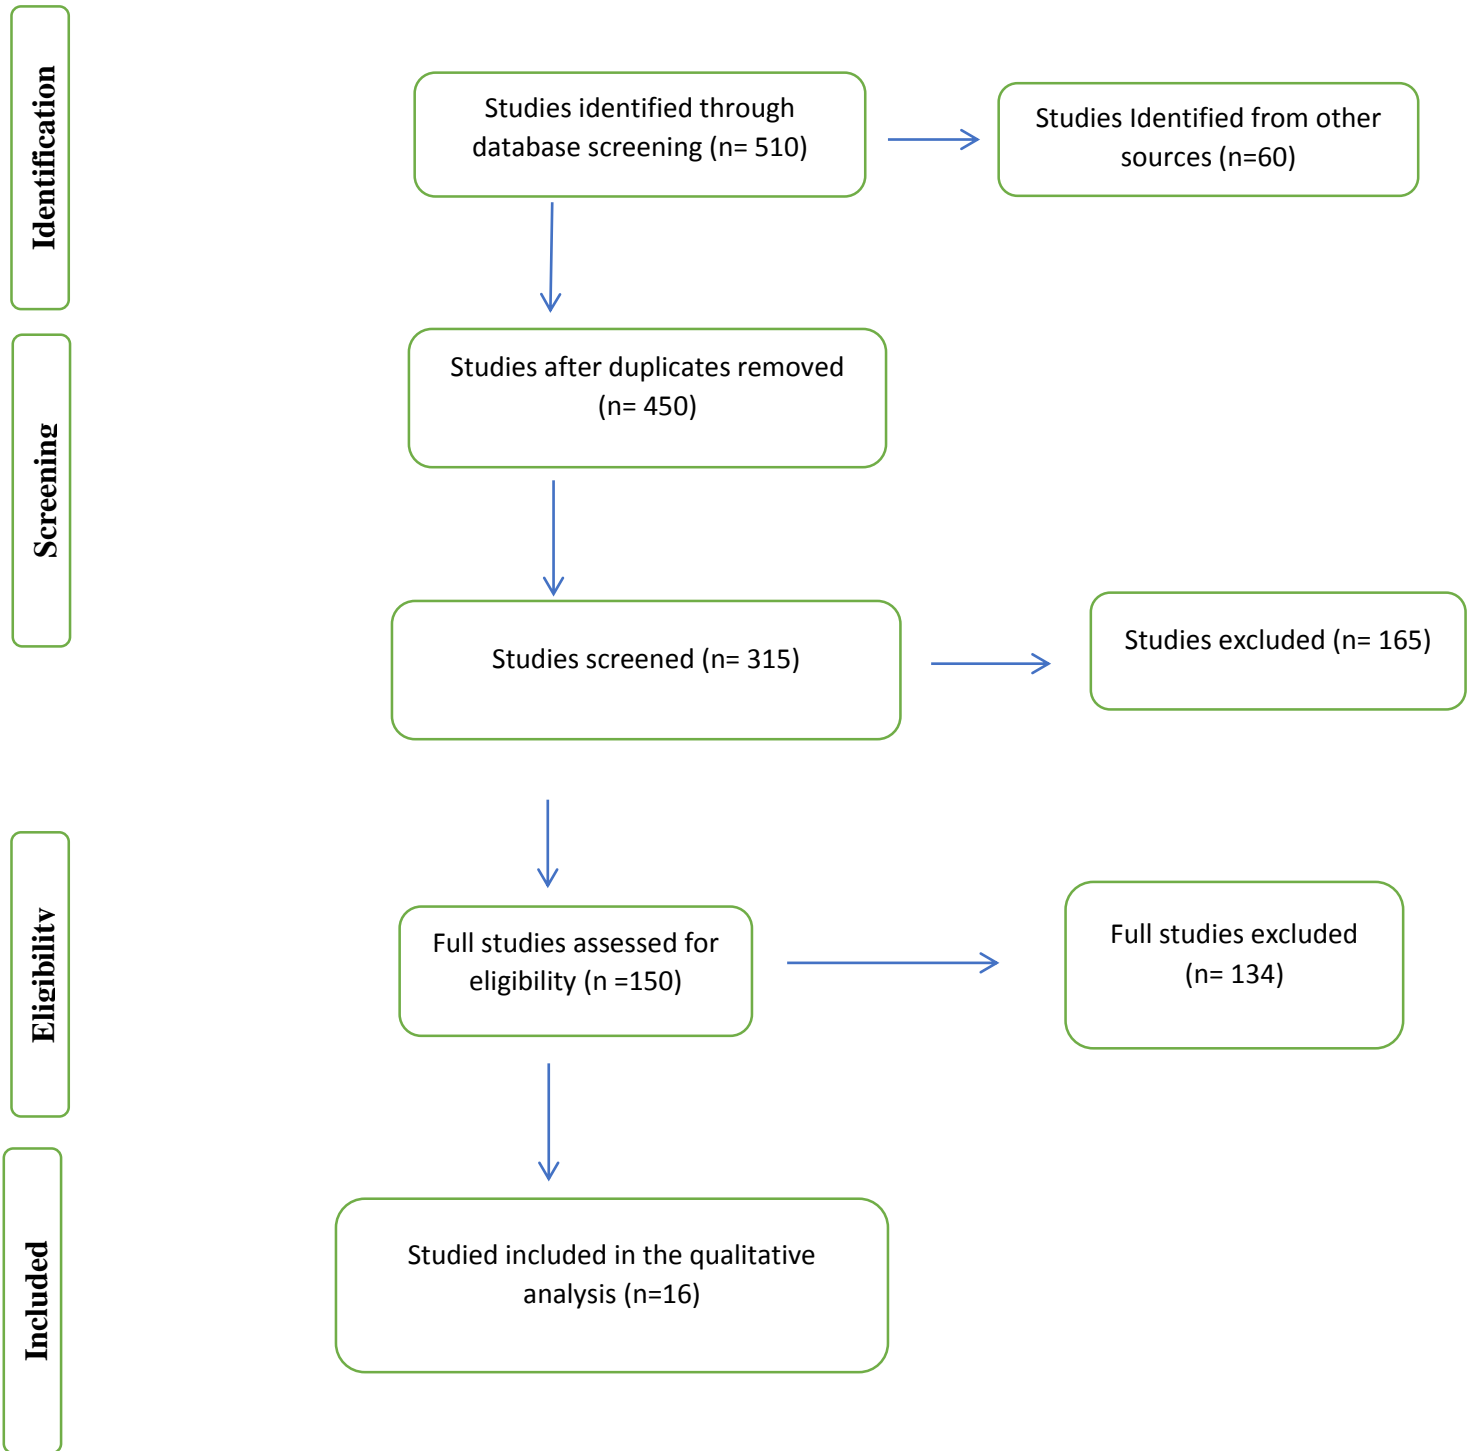 Identification
Studies identified through
database screening (n= 510)
Studies Identified from other
sources (n=60)
Screening
Studies after duplicates removed
(n= 450)
Studies screened (n= 315)
Studies excluded (n= 165)
Eligibility
Full studies assessed for
eligibility (n =150)
Full studies excluded
(n= 134)
Included
Studied included in the qualitative
analysis (n=16)